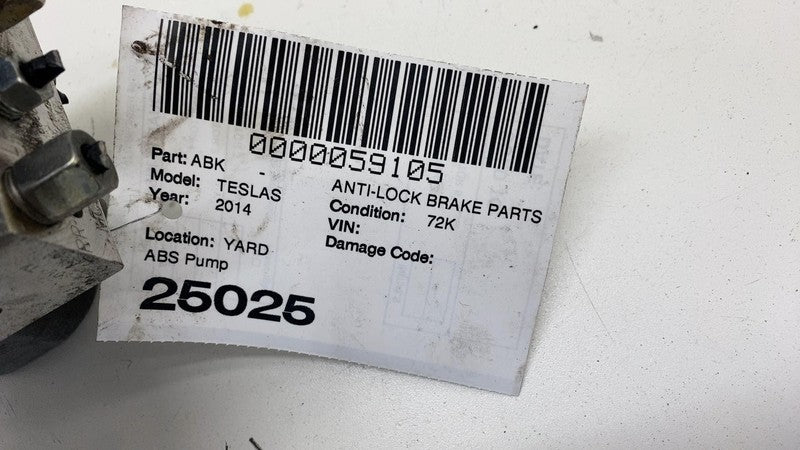 0000059105
Part: ABK - ANTI-LOCK BRAKE PARTS
Model: TESLAS Condition: 72K
Year: 2014 VIN:
Damage Code:
Location: YARD
ABS Pump
25025